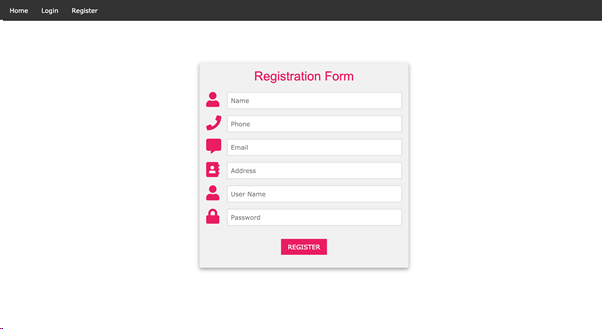 Home Login Register
Registration Form
Name
Phone
Email
Address
User Name
Password
REGISTER